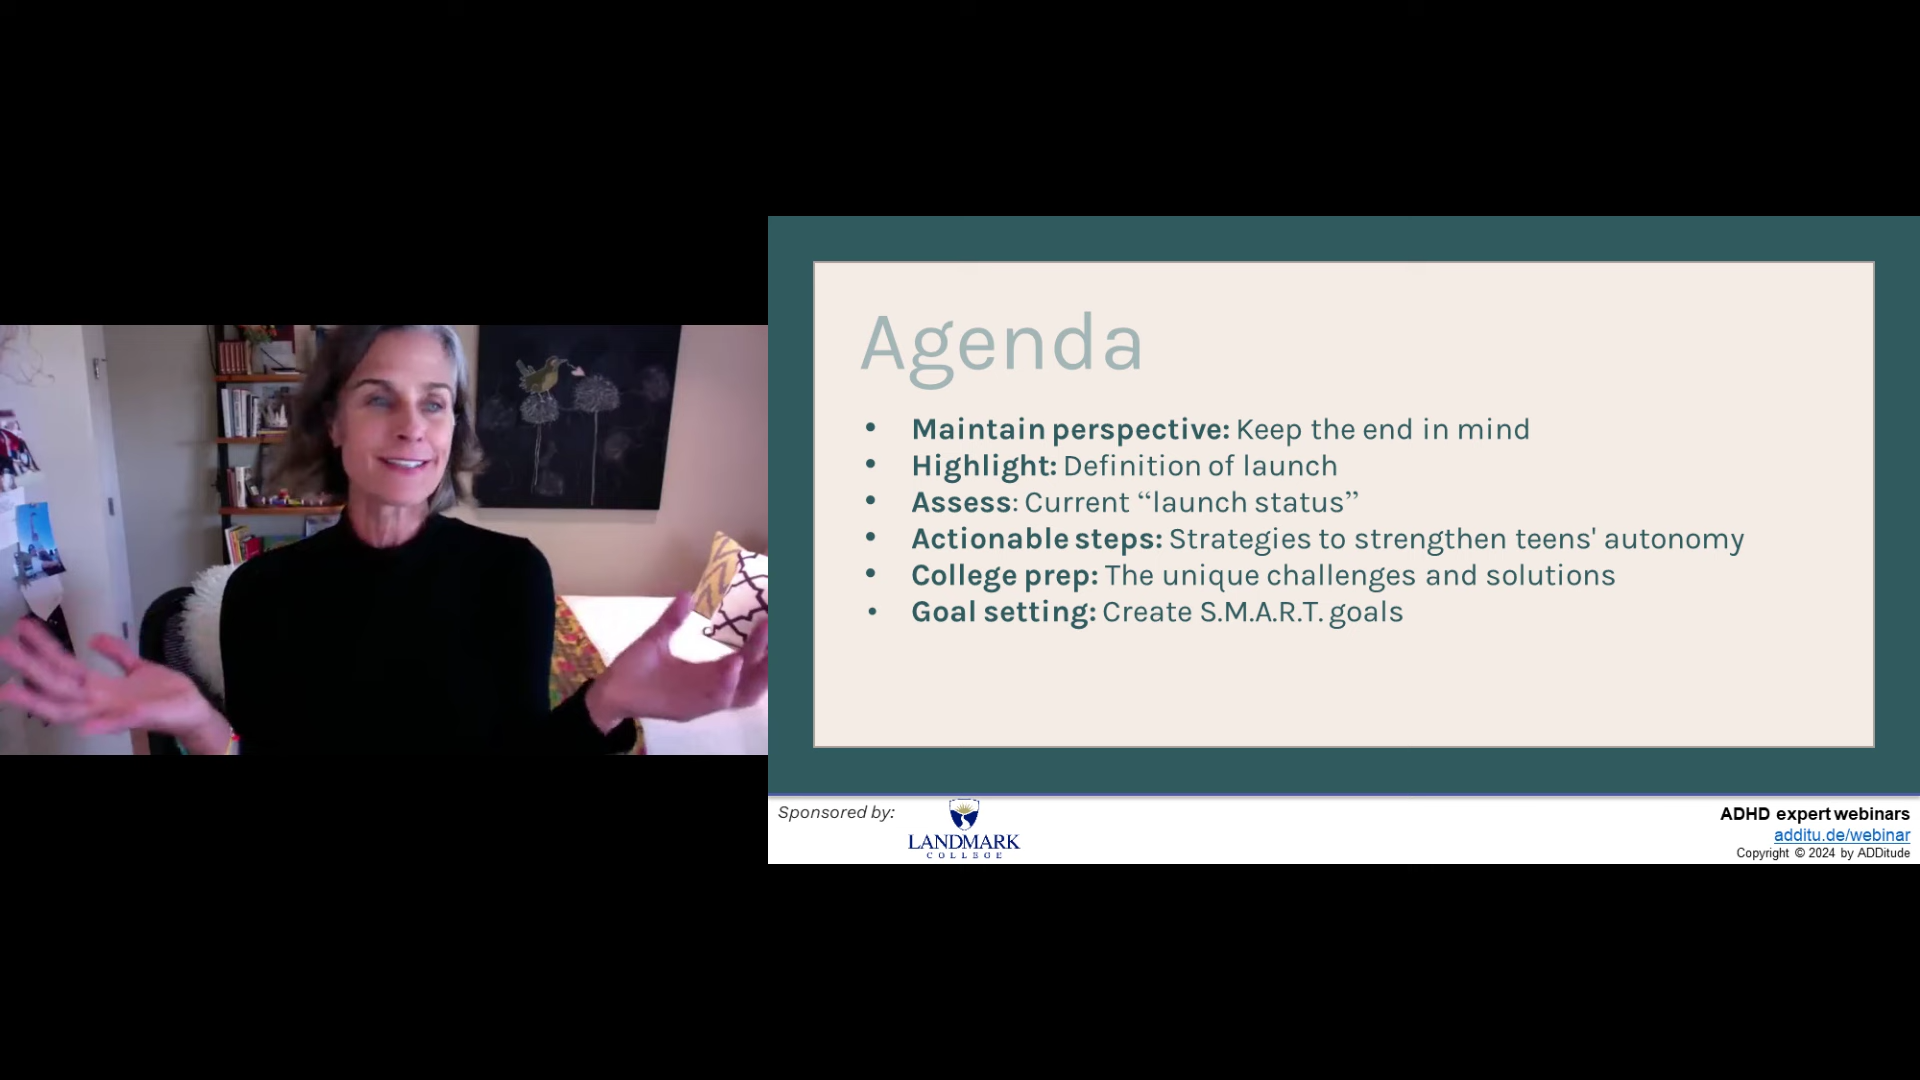 Agenda
• Maintain perspective: Keep the end in mind
• Highlight: Definition of launch
• Assess: Current “launch status”
• Actionable steps: Strategies to strengthen teens' autonomy
• College prep: The unique challenges and solutions
• Goal setting: Create S.M.A.R.T. goals
Sponsored by:
LANDMARK
COLLEGE
ADHD expert webinars
additu.de/webinar
Copyright © 2024 by ADDitude